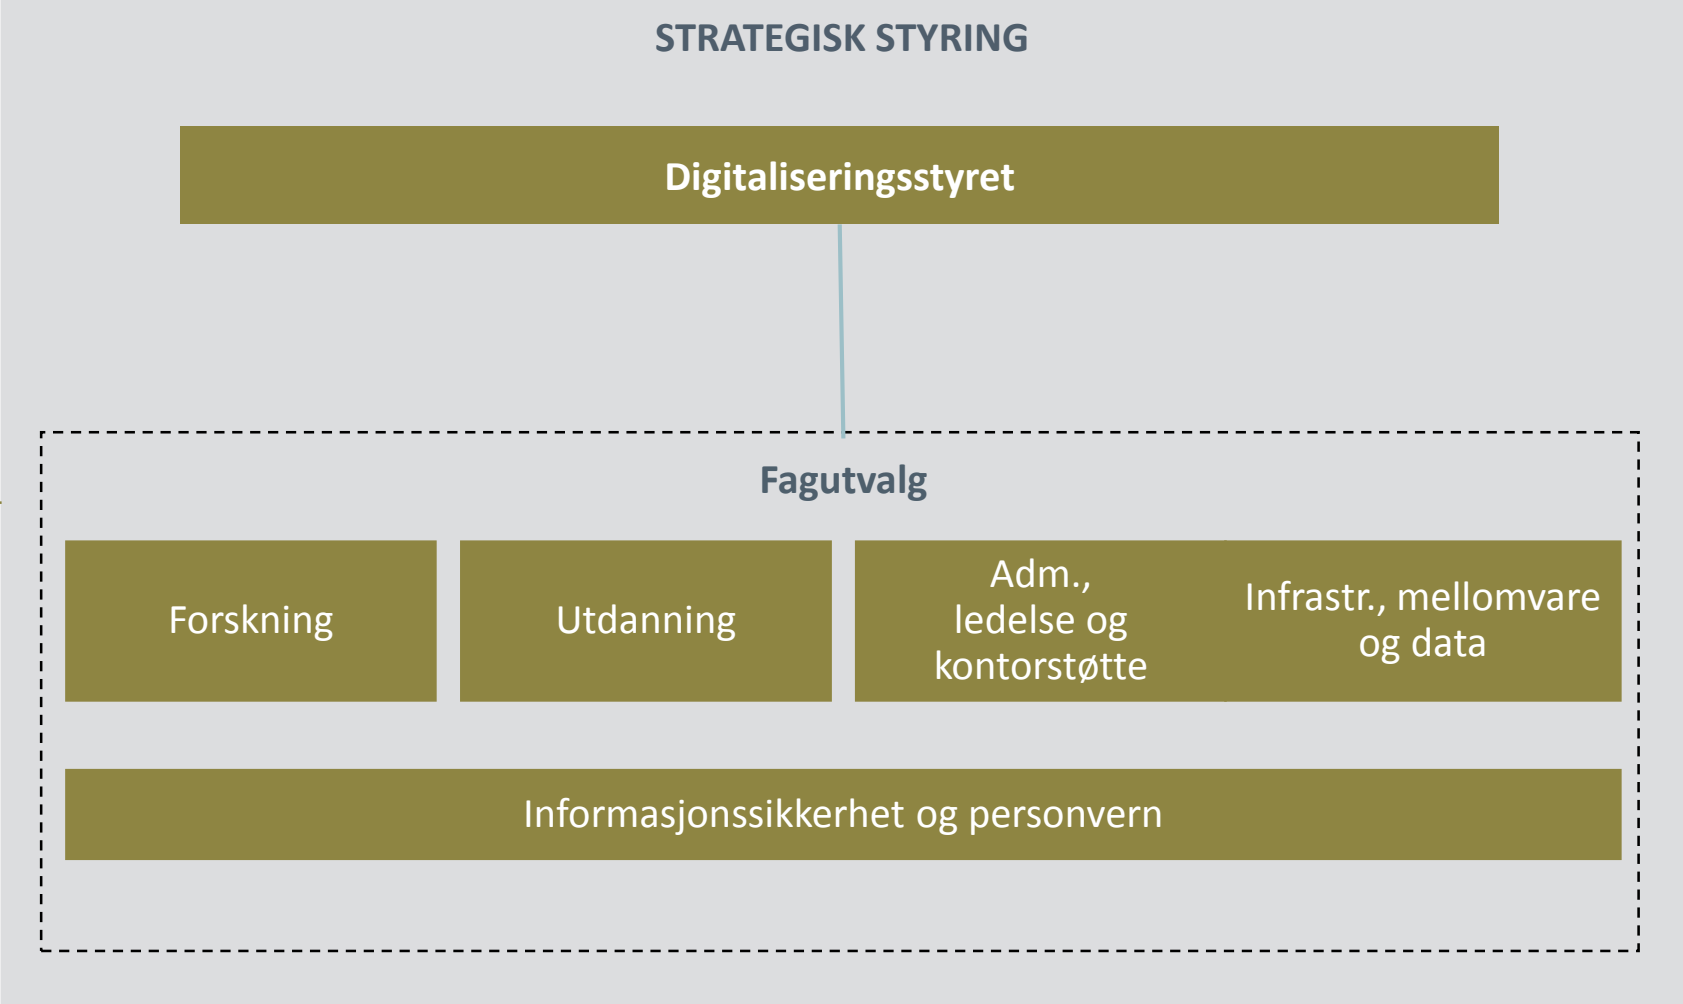 STRATEGISK STYRING
Digitaliseringsstyret
Fagutvalg
Forskning
Utdanning
Adm.,
ledelse og
kontorstøtte
Infrastr., mellomvare
og data
Informasjonssikkerhet og personvern